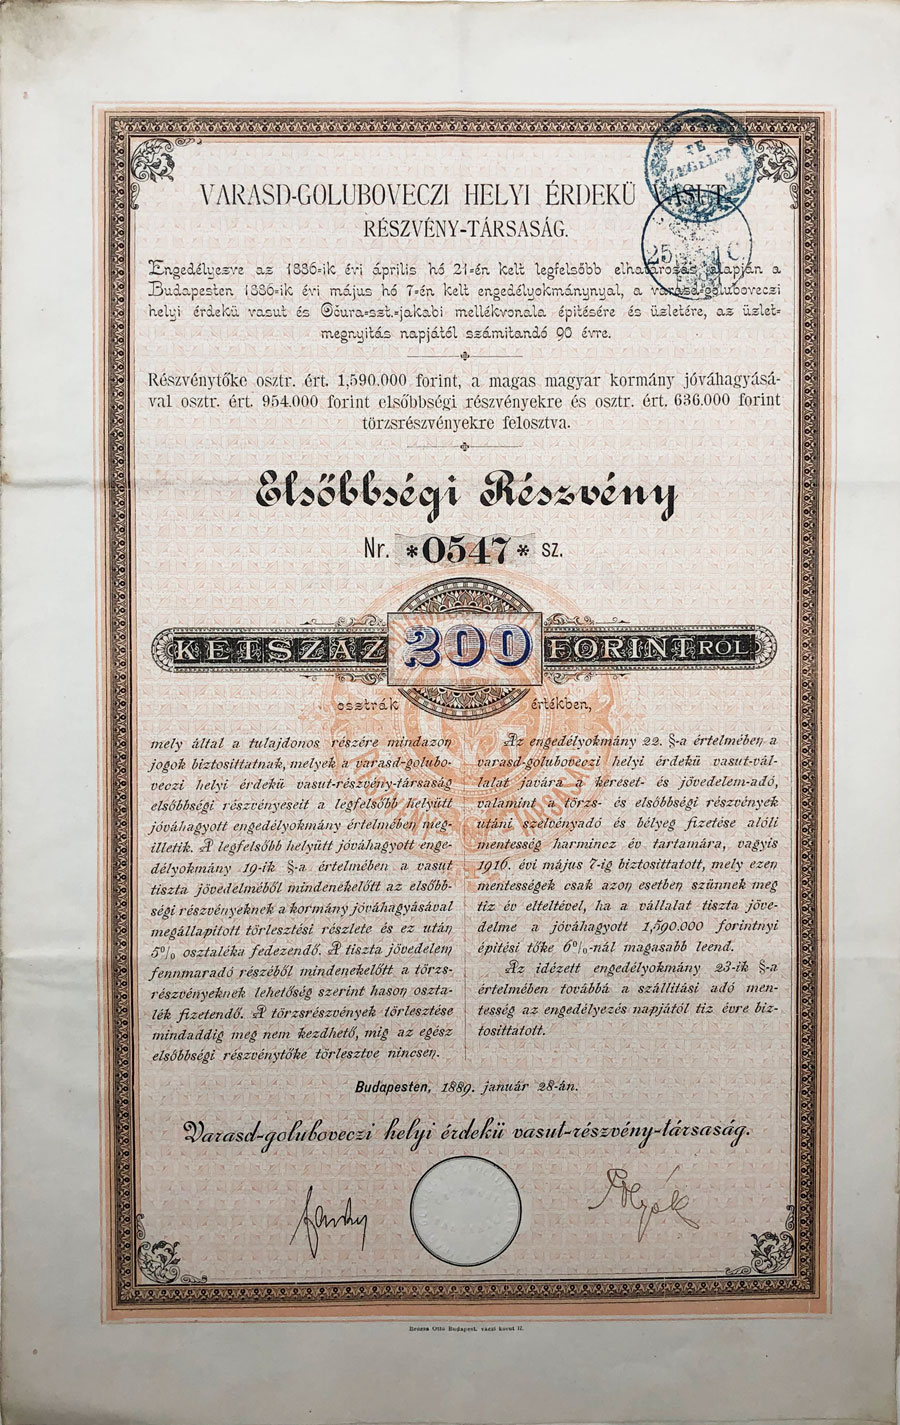 VARASD-GOLUBOVECZI HELYI ÉRDEKÜ VASUT
RÉSZVÉNY-TÁRSASÁG.
Engedélyezve az 1886-ik évi április hó 21-én kelt legfelsőbb elhatározás alapján a
Budapesten 1886-ik évi május hó 7-én kelt engedélyokmánynyal, a varasd-goluboveczi
helyi érdekü vasut és Ócura-szt.-jakabi mellékvonala épitésére és üzletére, az üzlet-
megnyitás napjától számitandó 90 évre.
Részvénytőke osztr. ért. 1,590.000 forint, a magas magyar kormány jóváhagyásá-
val osztr. ért. 954.000 forint elsőbbségi részvényekre és osztr. ért. 636.000 forint
törzsrészvényekre felosztva.
Elsőbbségi Részvény
Nr. *0547* sz.
KÉTSZÁZ 200 FORINTRÓL
osztrák értékben,
mely által a tulajdonos részére mindazon
jogok biztosittatnak, melyek a varasd-golubo-
veczi helyi érdekü vasut-részvény-társaság
elsőbbségi részvényeseit a legfelsőbb helyütt
jóváhagyott engedélyokmány értelmében meg-
illetik. A legfelsőbb helyütt jóváhagyott enge-
délyokmány 19-ik §-a értelmében a vasut
tiszta jövedelméből mindenekelőtt az elsőbb-
ségi részvényeknek a kormány jóváhagyásával
megállapitott törlesztési részlete és ez után
5% osztaléka fedezendő. A tiszta jövedelem
fennmaradó részéből mindenekelőtt a törzs-
részvényeknek lehetőség szerint hason oszta-
lék fizetendő. A törzsrészvények törlesztése
mindaddig meg nem kezdhető, mig az egész
elsőbbségi részvénytőke törlesztve nincsen.
Az engedélyokmány 22. §-a értelmében a
varasd-goluboveczi helyi érdekü vasut-vál-
lalat javára a kereset- és jövedelem-adó,
valamint a törzs- és elsőbbségi részvények
utáni szelvényadó és bélyeg fizetése alóli
mentesség harmincz év tartamára, vagyis
1916. évi május 7-ig biztosittatott, mely ezen
mentességek csak azon esetben szünnek meg
tiz év elteltével, ha a vállalat tiszta jöve-
delme a jóváhagyott 1,590.000 forintnyi
épitési tőke 6%-nál magasabb leend.
Az idézett engedélyokmány 23-ik §-a
értelmében továbbá a szállitási adó men-
tesség az engedélyezés napjától tiz évre biz-
tosittatott.
Budapesten, 1889. január 28-án.
Varasd-goluboveczi helyi érdekü vasut-részvény-társaság.